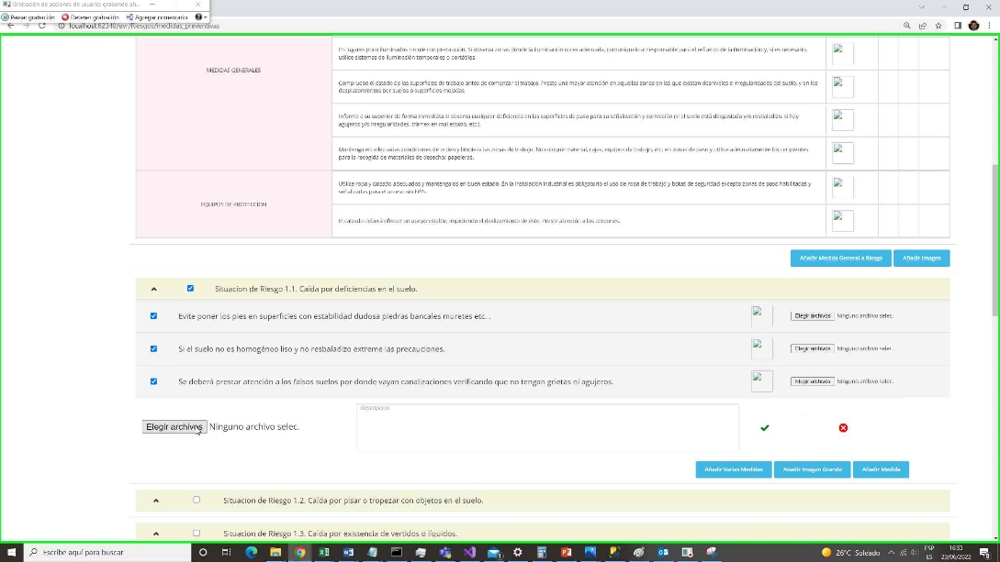 Grabación de acciones de usuario: grabando ah...
Pausar grabación Detener grabación Agregar comentario
localhost:62348/evr/Riesgos/medidas_preventivas
En lugares poco iluminados circule con precaución. Si observa zonas donde la iluminación no es adecuada, comuníquelo al responsable para el refuerzo de la iluminación y, si es necesario,
utilice sistemas de iluminación temporales o portátiles.
MEDIDAS GENERALES
Compruebe el estado de las superficies de trabajo antes de comenzar el trabajo. Preste una mayor atención en aquellas zonas en las que existan desniveles e irregularidades del suelo, y en los
desplazamientos por suelos o superficies mojadas.
Informe a su superior de forma inmediata si observa cualquier deficiencia en las superficies de paso para su señalización y corrección (si el suelo está desgastado y/o resbaladizo, si hay
agujeros y/o irregularidades, tramex en mal estado, etc.).
Mantenga en adecuadas condiciones de orden y limpieza las zonas de trabajo. No coloque material, cajas, equipos de trabajo, etc. en zonas de paso y utilice adecuadamente los recipientes
para la recogida de materiales de desecho/ papeleras.
Utilice ropa y calzado adecuados y manténgalos en buen estado. En la instalación industrial es obligatorio el uso de ropa de trabajo y botas de seguridad excepto zonas de paso habilitadas y
señalizadas para el acceso sin EPI's.
EQUIPOS DE PROTECCION
El calzado deberá ofrecer un apoyo estable, impidiendo el deslizamiento de éste. Preste atención a los cordones.
Añadir Medida General a Riesgo Añadir Imagen
Situacion de Riesgo 1.1. Caída por deficiencias en el suelo.
Evite poner los pies en superficies con estabilidad dudosa piedras bancales muretes etc. . Elegir archivos Ninguno archivo selec.
Si el suelo no es homogéneo liso y no resbaladizo extreme las precauciones. Elegir archivos Ninguno archivo selec.
Se deberá prestar atención a los falsos suelos por donde vayan canalizaciones verificando que no tengan grietas ni agujeros. Elegir archivos Ninguno archivo selec.
descripcion
Elegir archivos Ninguno archivo selec.
Añadir Varias Medidas Anadir Imagen Grande Añadir Medida
Situacion de Riesgo 1.2. Caída por pisar o tropezar con objetos en el suelo.
Situacion de Riesgo 1.3. Caída por existencia de vertidos o líquidos.
Escribe aquí para buscar
26°C Soleado
ESP
ES
16:35
23/06/2022